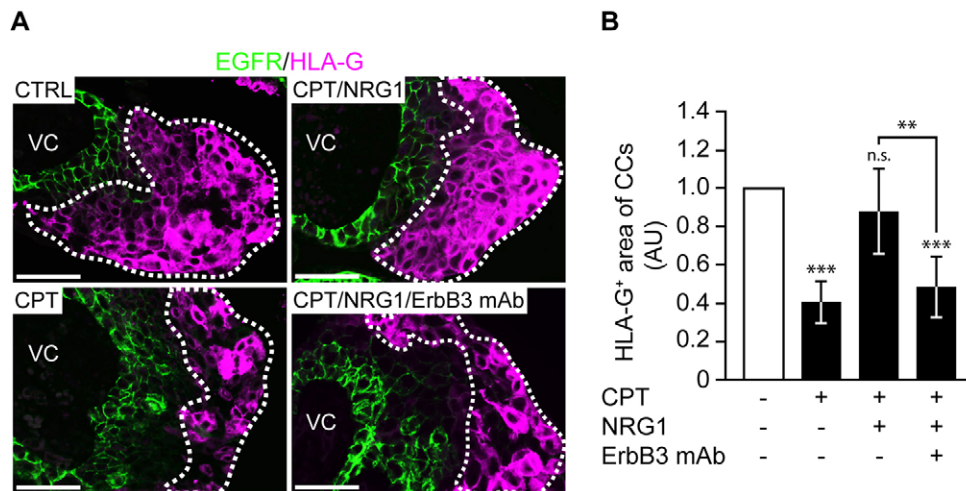 A
EGFR/HLA-G
CTRL
VC
CPT/NRG1
VC
CPT
VC
CPT/NRG1/ErbB3 mAb
VC
B
HLA-G⁺ area of CCs
(AU)
1.4
1.2
1.0
0.8
0.6
0.4
0.2
0
***
n.s.
**
***
CPT - + + +
NRG1 - - + +
ErbB3 mAb - - - +